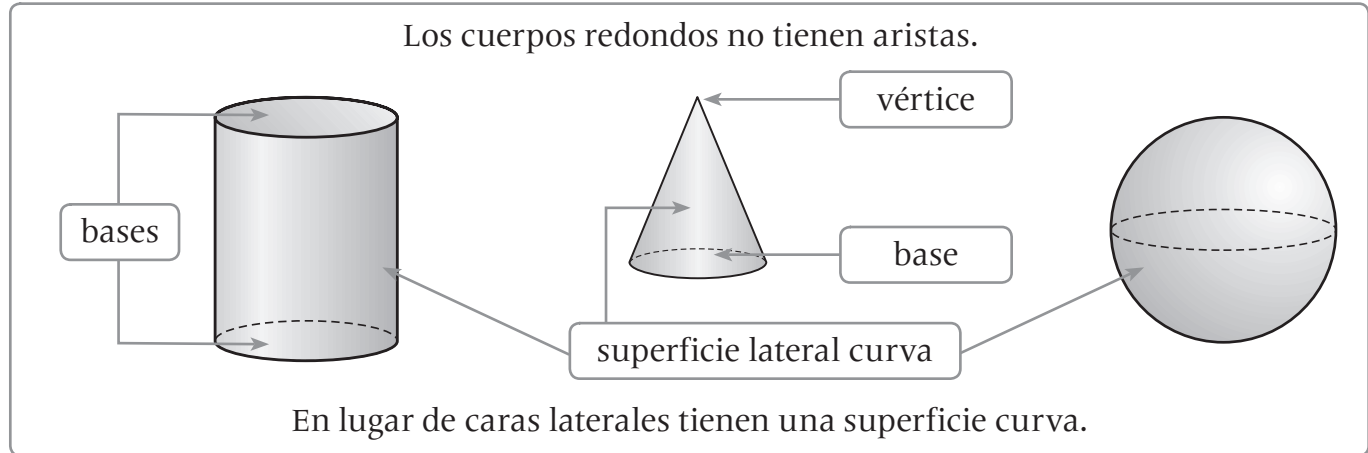 Los cuerpos redondos no tienen aristas.
vértice
bases
base
superficie lateral curva
En lugar de caras laterales tienen una superficie curva.